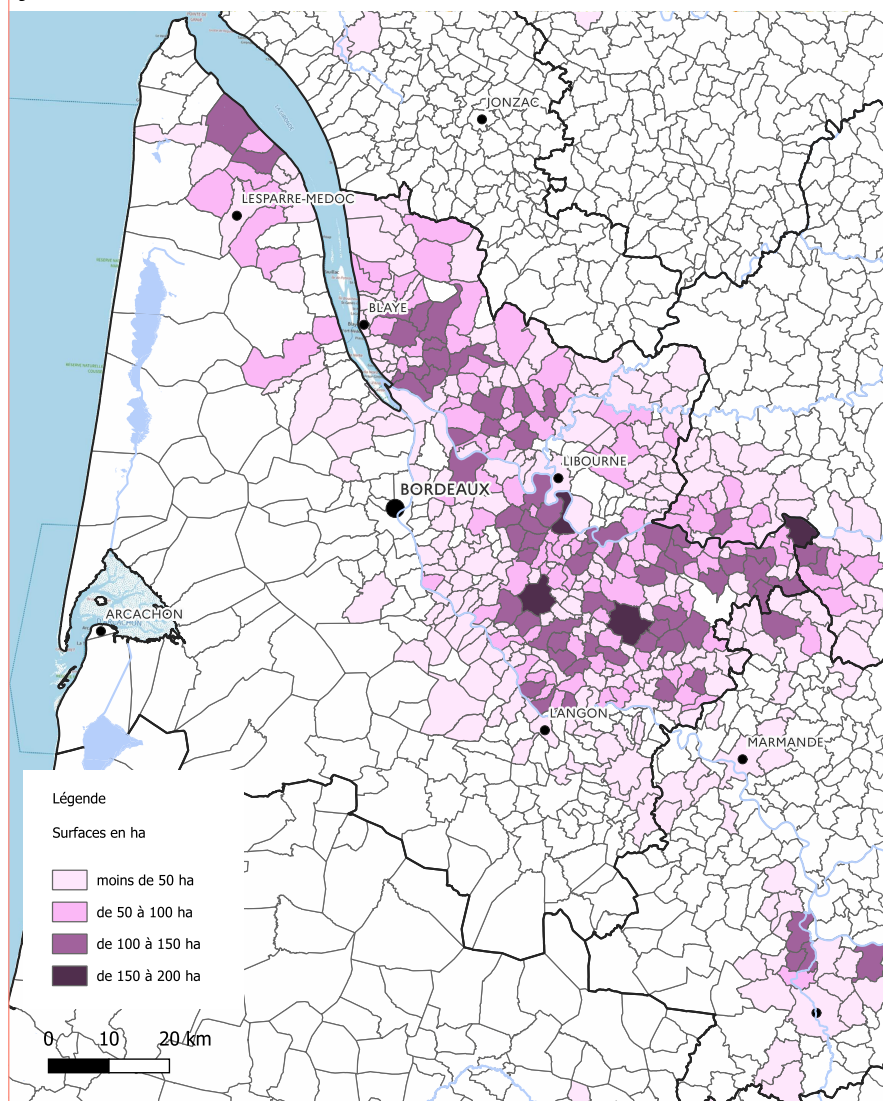 JONZAC
LESPARRE-MEDOC
BLAYE
LIBOURNE
BORDEAUX
ARCACHON
LANGON
MARMANDE
Légende
Surfaces en ha
moins de 50 ha
de 50 à 100 ha
de 100 à 150 ha
de 150 à 200 ha
0 10 20 km